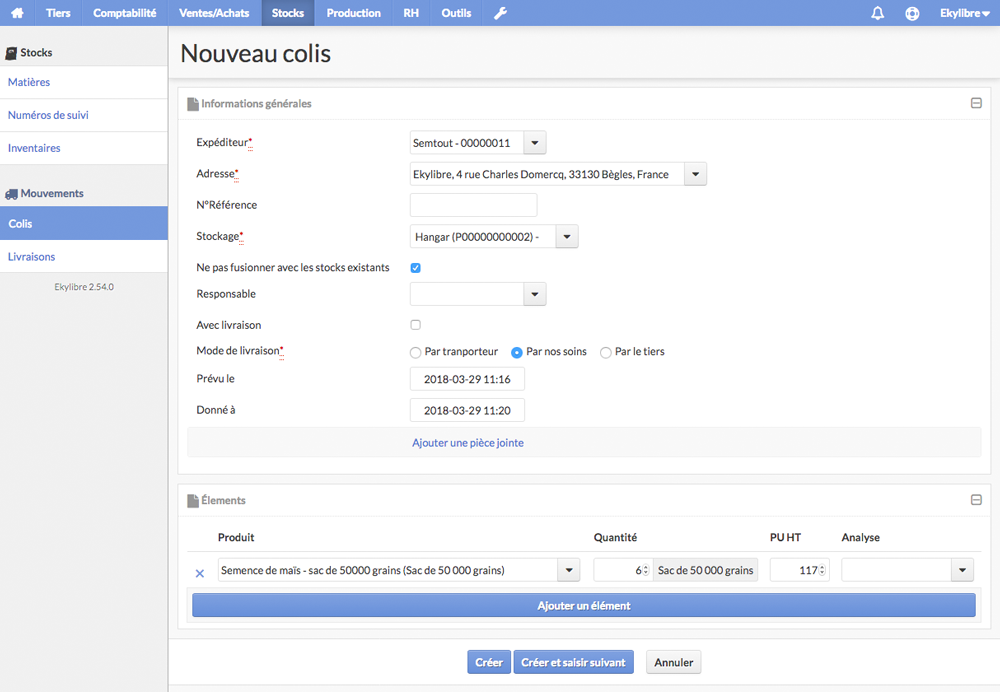 Tiers Comptabilité Ventes/Achats Stocks Production RH Outils Ekylibre
Stocks
Matières
Numéros de suivi
Inventaires
Mouvements
Colis
Livraisons
Ekylibre 2.54.0
Nouveau colis
Informations générales
Expéditeur*
Semtout - 00000011
Adresse*
Ekylibre, 4 rue Charles Domercq, 33130 Bègles, France
N°Référence
Stockage*
Hangar (P00000000002) -
Ne pas fusionner avec les stocks existants
Responsable
Avec livraison
Mode de livraison*
Par tranporteur Par nos soins Par le tiers
Prévu le
2018-03-29 11:16
Donné à
2018-03-29 11:20
Ajouter une pièce jointe
Élements
Produit Quantité PU HT Analyse
Semence de maïs - sac de 50000 grains (Sac de 50 000 grains) 6 Sac de 50 000 grains 117
Ajouter un élément
Créer Créer et saisir suivant Annuler